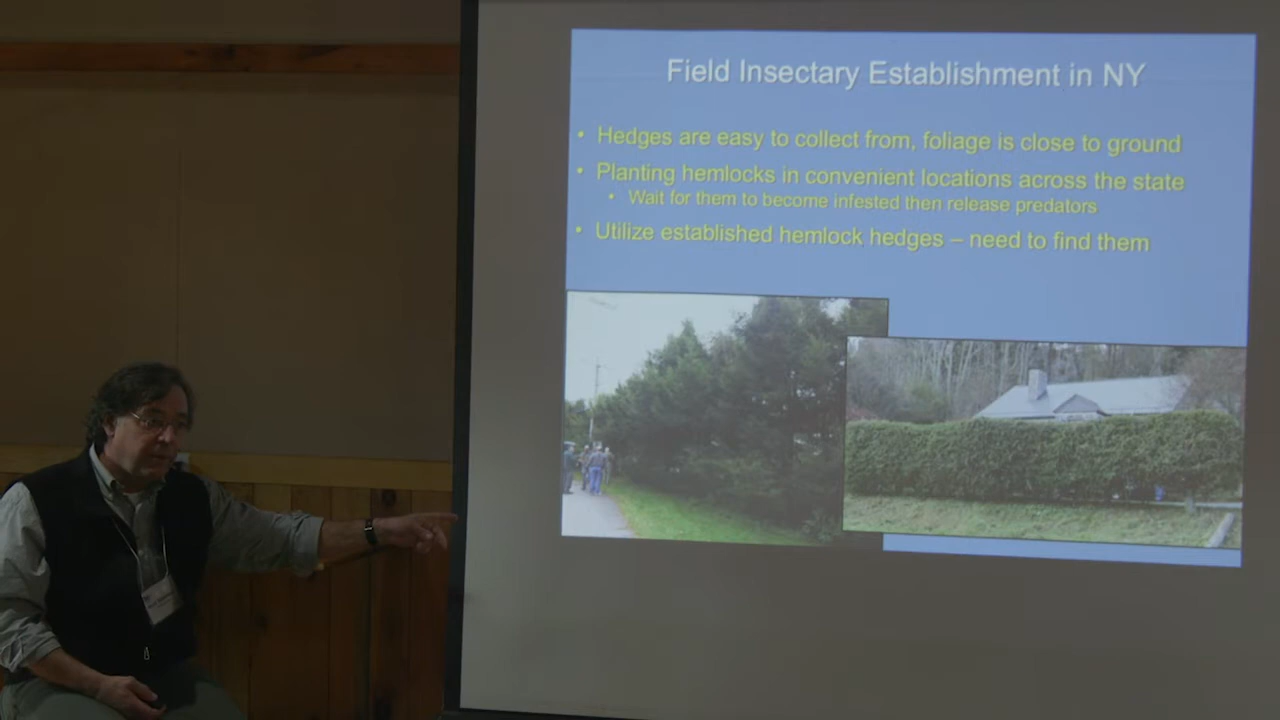 Field Insectary Establishment in NY
• Hedges are easy to collect from, foliage is close to ground
• Planting hemlocks in convenient locations across the state
• Wait for them to become infested then release predators
• Utilize established hemlock hedges – need to find them